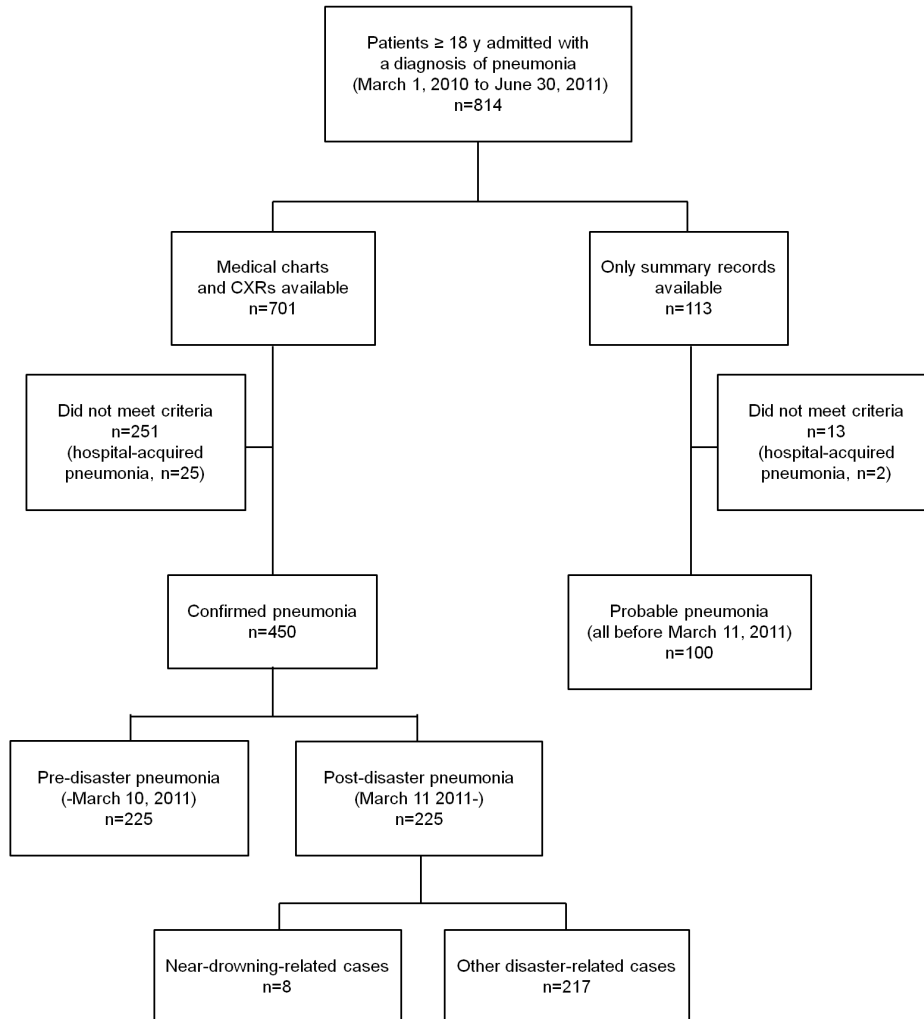 Patients ≥ 18 y admitted with
a diagnosis of pneumonia
(March 1, 2010 to June 30, 2011)
n=814
Medical charts
and CXRs available
n=701
Only summary records
available
n=113
Did not meet criteria
n=251
(hospital-acquired
pneumonia, n=25)
Did not meet criteria
n=13
(hospital-acquired
pneumonia, n=2)
Confirmed pneumonia
n=450
Probable pneumonia
(all before March 11, 2011)
n=100
Pre-disaster pneumonia
(-March 10, 2011)
n=225
Post-disaster pneumonia
(March 11 2011-)
n=225
Near-drowning-related cases
n=8
Other disaster-related cases
n=217